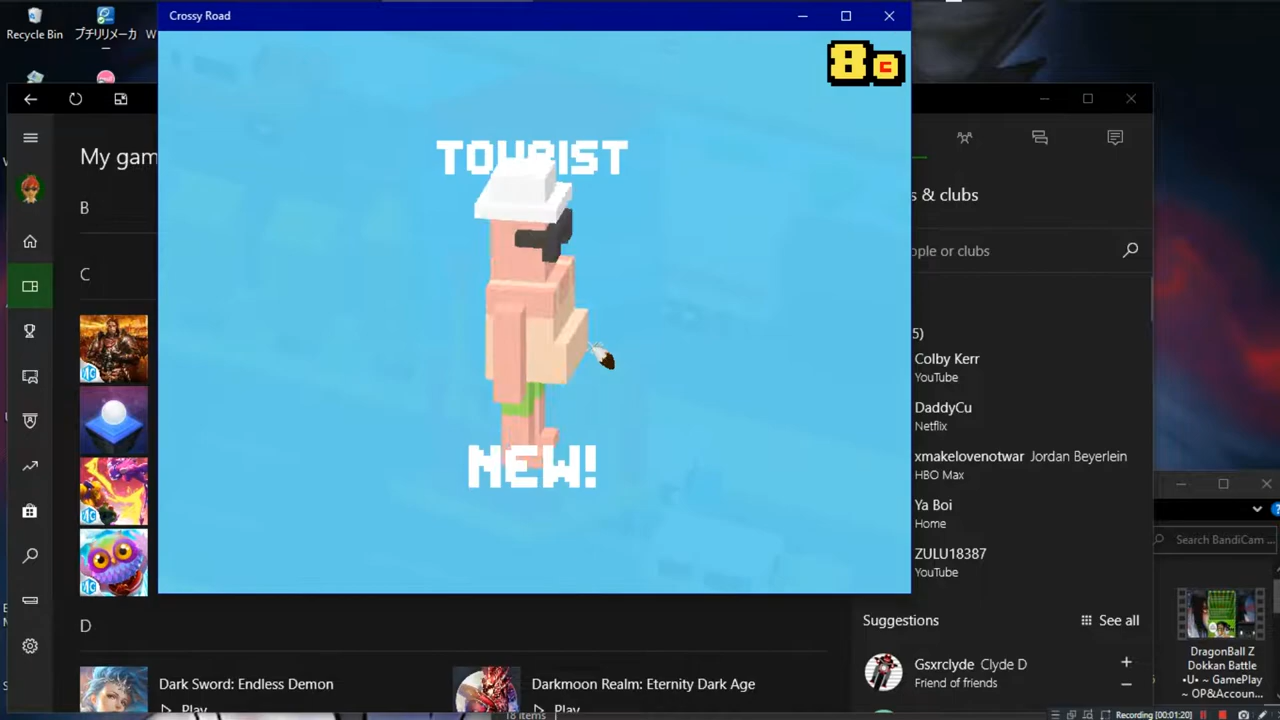 Crossy Road
Recycle Bin
プチリリメーカ
W
8
C
My gam
B
C
TOURIST
NEW!
s & clubs
ople or clubs
5)
Colby Kerr
YouTube
DaddyCu
Netflix
xmakelovenotwar Jordan Beyerlein
HBO Max
Ya Boi
Home
ZULU18387
YouTube
Suggestions
See all
Gsxrclyde Clyde D
Friend of friends
D
Dark Sword: Endless Demon
Play
Darkmoon Realm: Eternity Dark Age
Play
Search BandiCam ...
DragonBall Z
Dokkan Battle
•U• ~ GamePlay
~ OP&Accoun...
18 items
Recording [00:01:20]